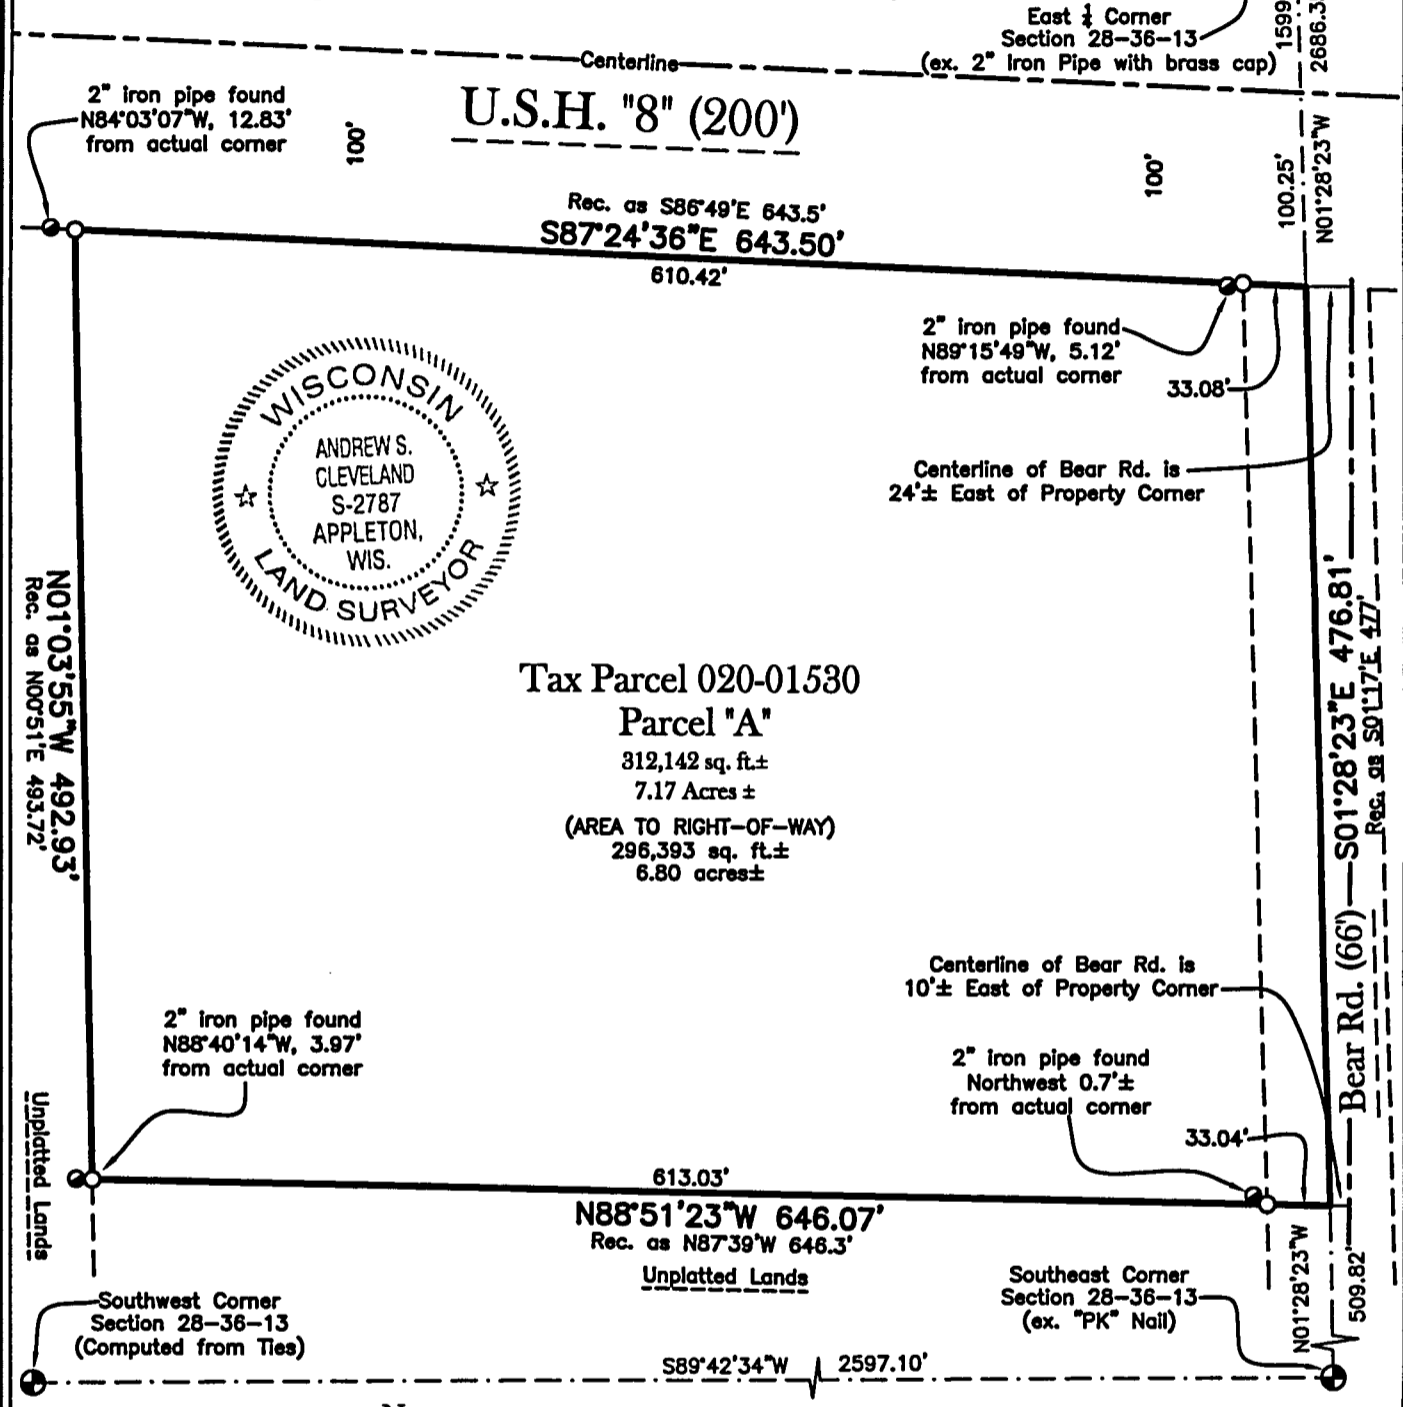 East ¼ Corner
Section 28-36-13
(ex. 2" Iron Pipe with brass cap)
1599
2686.3
Centerline
U.S.H. "8" (200')
2" iron pipe found
N84°03'07"W, 12.83'
from actual corner
100'
100'
100.25'
N01°28'23"W
Rec. as S86°49'E 643.5'
S87°24'36"E 643.50'
610.42'
2" iron pipe found
N89°15'49"W, 5.12'
from actual corner
33.08'
WISCONSIN
ANDREW S.
CLEVELAND
S-2787
APPLETON,
WIS.
LAND SURVEYOR
Centerline of Bear Rd. is
24'± East of Property Corner
N01°03'55"W 492.93'
Rec. as N00°51'E 493.72'
S01°28'23"E 476.81'
Rec. as S01°17'E 477'
Bear Rd. (66')
Tax Parcel 020-01530
Parcel "A"
312,142 sq. ft.±
7.17 Acres ±
(AREA TO RIGHT-OF-WAY)
296,393 sq. ft.±
6.80 acres±
Centerline of Bear Rd. is
10'± East of Property Corner
2" iron pipe found
N88°40'14"W, 3.97'
from actual corner
2" iron pipe found
Northwest 0.7'±
from actual corner
33.04'
Unplatted Lands
613.03'
N88°51'23"W 646.07'
Rec. as N87°39'W 646.3'
Unplatted Lands
Southwest Corner
Section 28-36-13
(Computed from Ties)
Southeast Corner
Section 28-36-13
(ex. "PK" Nail)
N01°28'23"W
509.82'
S89°42'34"W 2597.10'